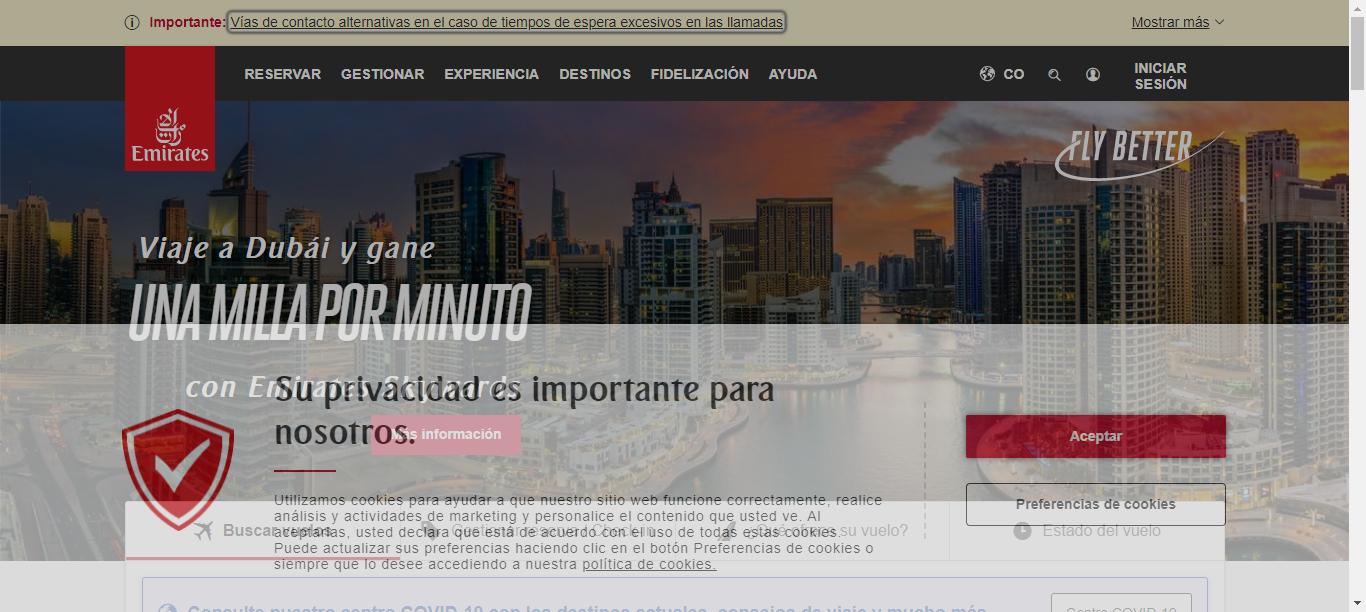 Importante: Vías de contacto alternativas en el caso de tiempos de espera excesivos en las llamadas
Mostrar más
RESERVAR GESTIONAR EXPERIENCIA DESTINOS FIDELIZACIÓN AYUDA
CO
INICIAR
SESIÓN
Emirates
FLY BETTER
Viaje a Dubái y gane
UNA MILLA POR MINUTO
con Emirates Skywards
Más información
Su privacidad es importante para
nosotros.
Utilizamos cookies para ayudar a que nuestro sitio web funcione correctamente, realice
análisis y actividades de marketing y personalice el contenido que usted ve. Al
aceptarlas, usted declara que está de acuerdo con el uso de todas estas cookies.
Puede actualizar sus preferencias haciendo clic en el botón Preferencias de cookies o
siempre que lo desee accediendo a nuestra política de cookies.
Aceptar
Preferencias de cookies
Buscar vuelos
¿Qué ofrece su vuelo?
Estado del vuelo
Consulte nuestro centro COVID-19 con los destinos actuales, consejos de viaje y mucho más
Centro COVID-19